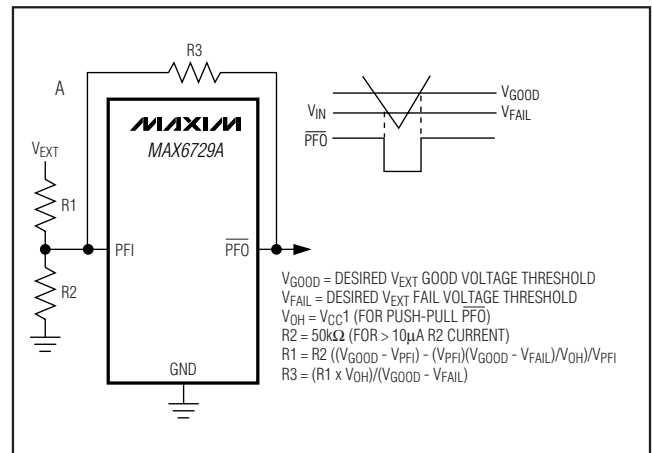 R3
A
VGOOD
VIN
VFAIL
PFO
MAXIM
MAX6729A
VEXT
R1
PFI
PFO
R2
GND
VGOOD = DESIRED VEXT GOOD VOLTAGE THRESHOLD
VFAIL = DESIRED VEXT FAIL VOLTAGE THRESHOLD
VOH = VCC1 (FOR PUSH-PULL PFO)
R2 = 50kΩ (FOR > 10µA R2 CURRENT)
R1 = R2 ((VGOOD - VPFI) - (VPFI)(VGOOD - VFAIL)/VOH)/VPFI
R3 = (R1 x VOH)/(VGOOD - VFAIL)